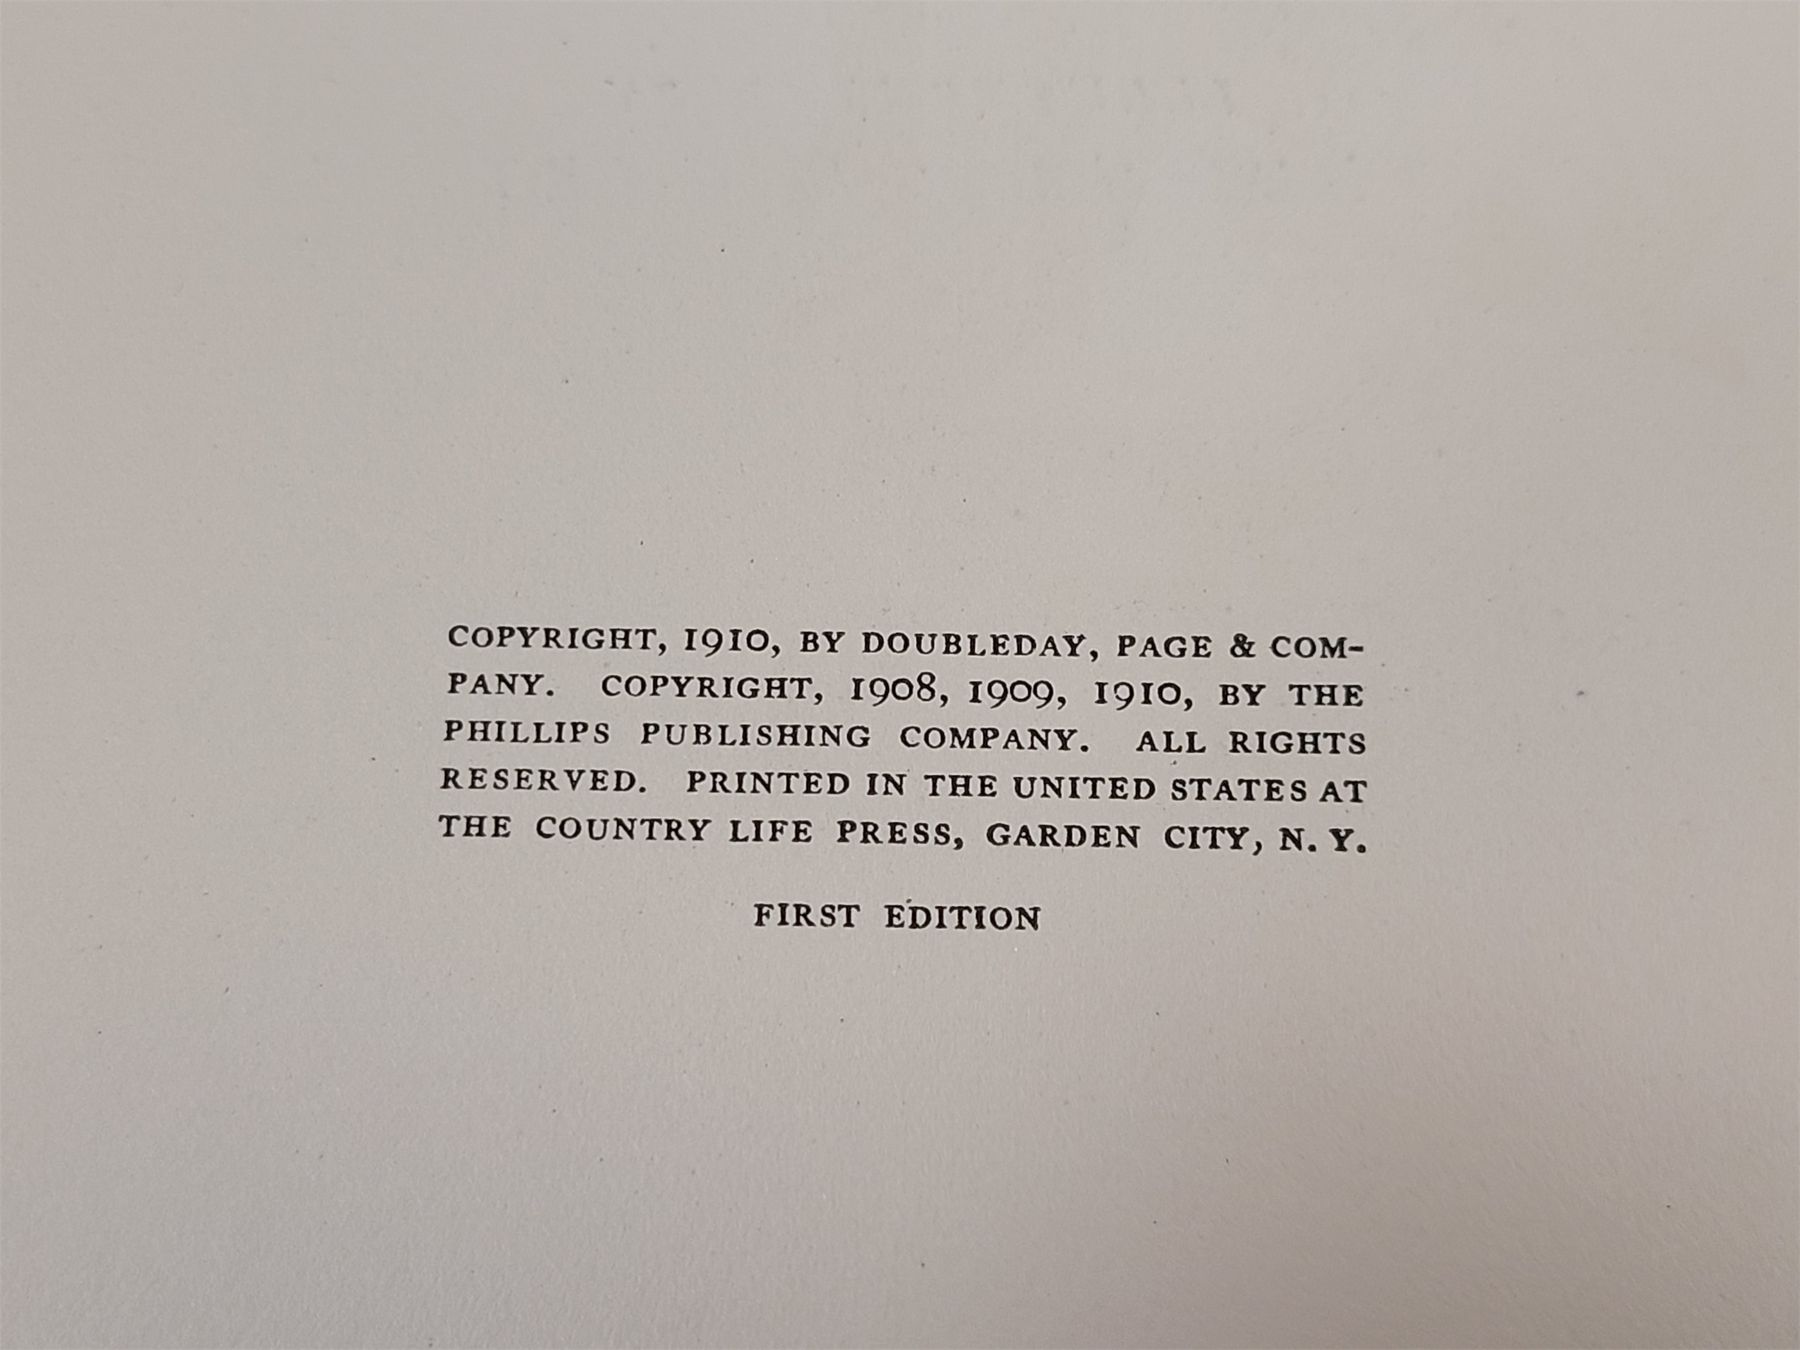 COPYRIGHT, 1910, BY DOUBLEDAY, PAGE & COM-
PANY. COPYRIGHT, 1908, 1909, 1910, BY THE
PHILLIPS PUBLISHING COMPANY. ALL RIGHTS
RESERVED. PRINTED IN THE UNITED STATES AT
THE COUNTRY LIFE PRESS, GARDEN CITY, N. Y.
FIRST EDITION